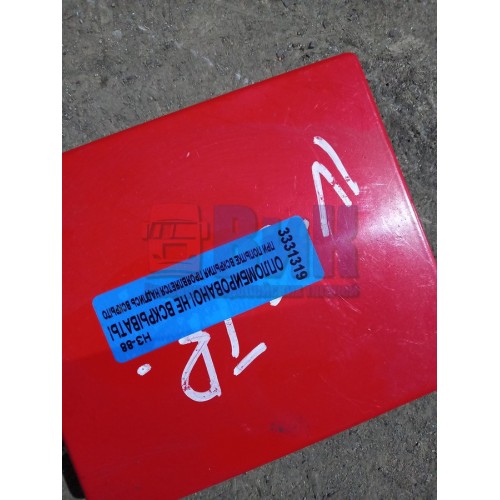 НЗ-88
ОПЛОМБИРОВАНО! НЕ ВСКРЫВАТЬ!
ПРИ ПОПЫТКЕ ВСКРЫТИЯ ПРОЯВЛЯЕТСЯ НАДПИСЬ ВСКРЫТО
3331319